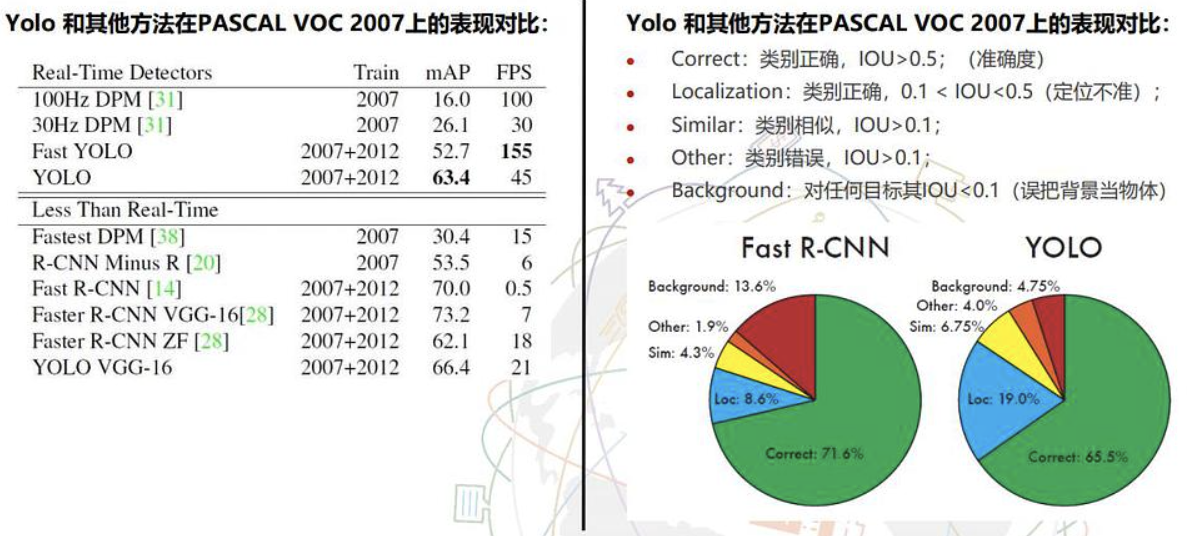 Yolo 和其他方法在PASCAL VOC 2007上的表现对比：
Real-Time Detectors Train mAP FPS
100Hz DPM [31] 2007 16.0 100
30Hz DPM [31] 2007 26.1 30
Fast YOLO 2007+2012 52.7 155
YOLO 2007+2012 63.4 45
Less Than Real-Time
Fastest DPM [38] 2007 30.4 15
R-CNN Minus R [20] 2007 53.5 6
Fast R-CNN [14] 2007+2012 70.0 0.5
Faster R-CNN VGG-16[28] 2007+2012 73.2 7
Faster R-CNN ZF [28] 2007+2012 62.1 18
YOLO VGG-16 2007+2012 66.4 21
Yolo 和其他方法在PASCAL VOC 2007上的表现对比：
• Correct：类别正确，IOU>0.5；（准确度）
• Localization：类别正确，0.1 < IOU<0.5（定位不准）；
• Similar：类别相似，IOU>0.1；
• Other：类别错误，IOU>0.1；
• Background：对任何目标其IOU<0.1（误把背景当物体）
Fast R-CNN
Background: 13.6%
Other: 1.9%
Sim: 4.3%
Loc: 8.6%
Correct: 71.6%
YOLO
Background: 4.75%
Other: 4.0%
Sim: 6.75%
Loc: 19.0%
Correct: 65.5%